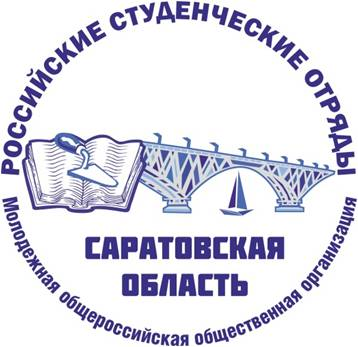 РОССИЙСКИЕ СТУДЕНЧЕСКИЕ ОТРЯДЫ
САРАТОВСКАЯ
ОБЛАСТЬ
Молодежная общероссийская общественная организация